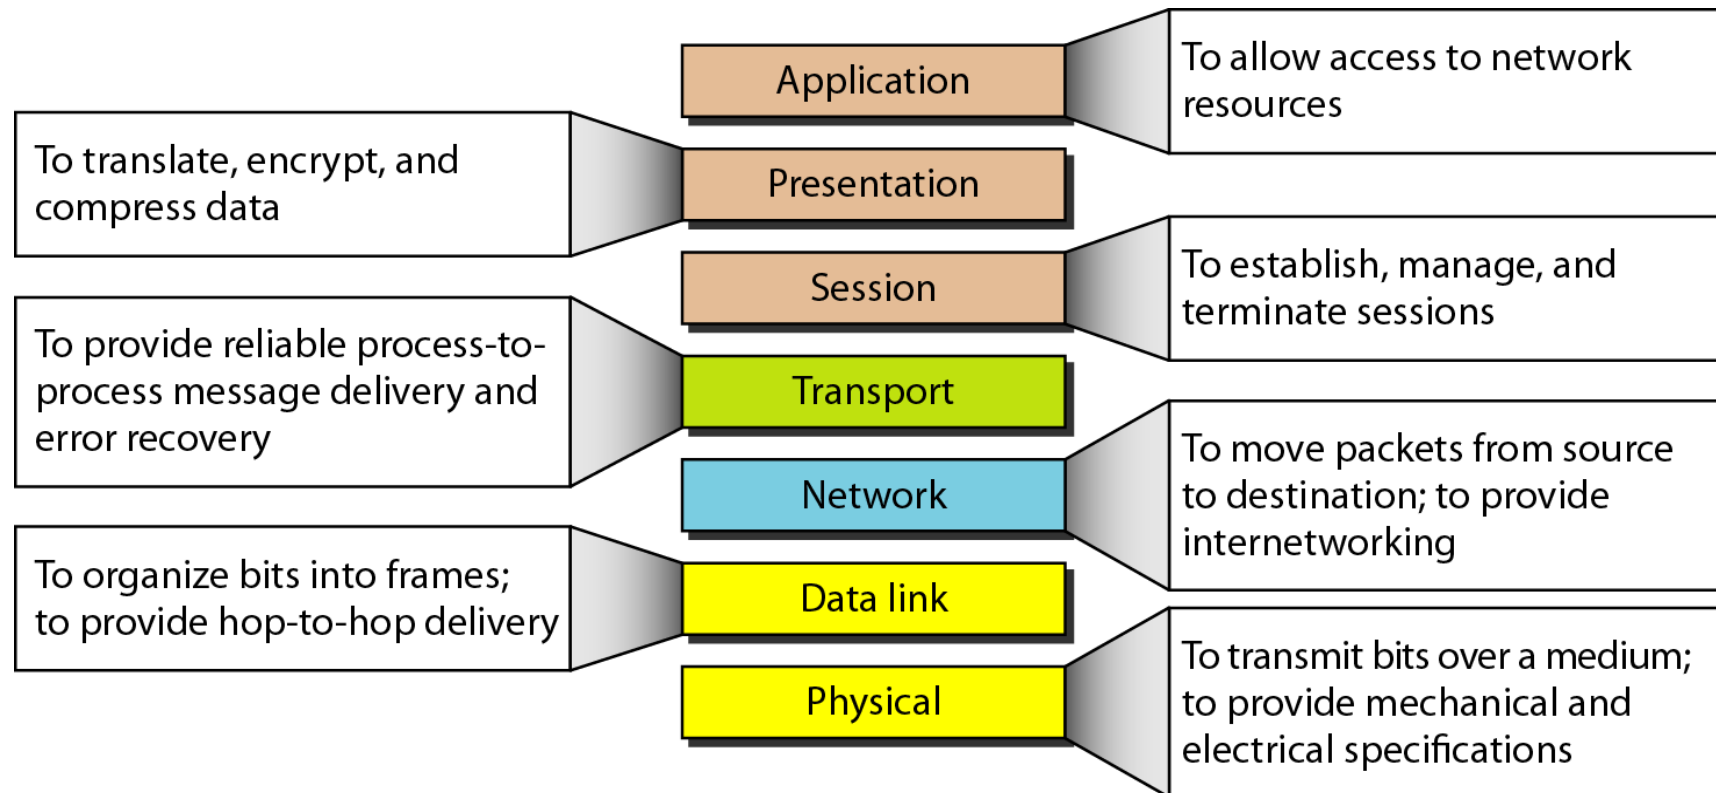 Application
To allow access to network
resources
To translate, encrypt, and
compress data
Presentation
Session
To establish, manage, and
terminate sessions
To provide reliable process-to-
process message delivery and
error recovery
Transport
Network
To move packets from source
to destination; to provide
internetworking
To organize bits into frames;
to provide hop-to-hop delivery
Data link
Physical
To transmit bits over a medium;
to provide mechanical and
electrical specifications